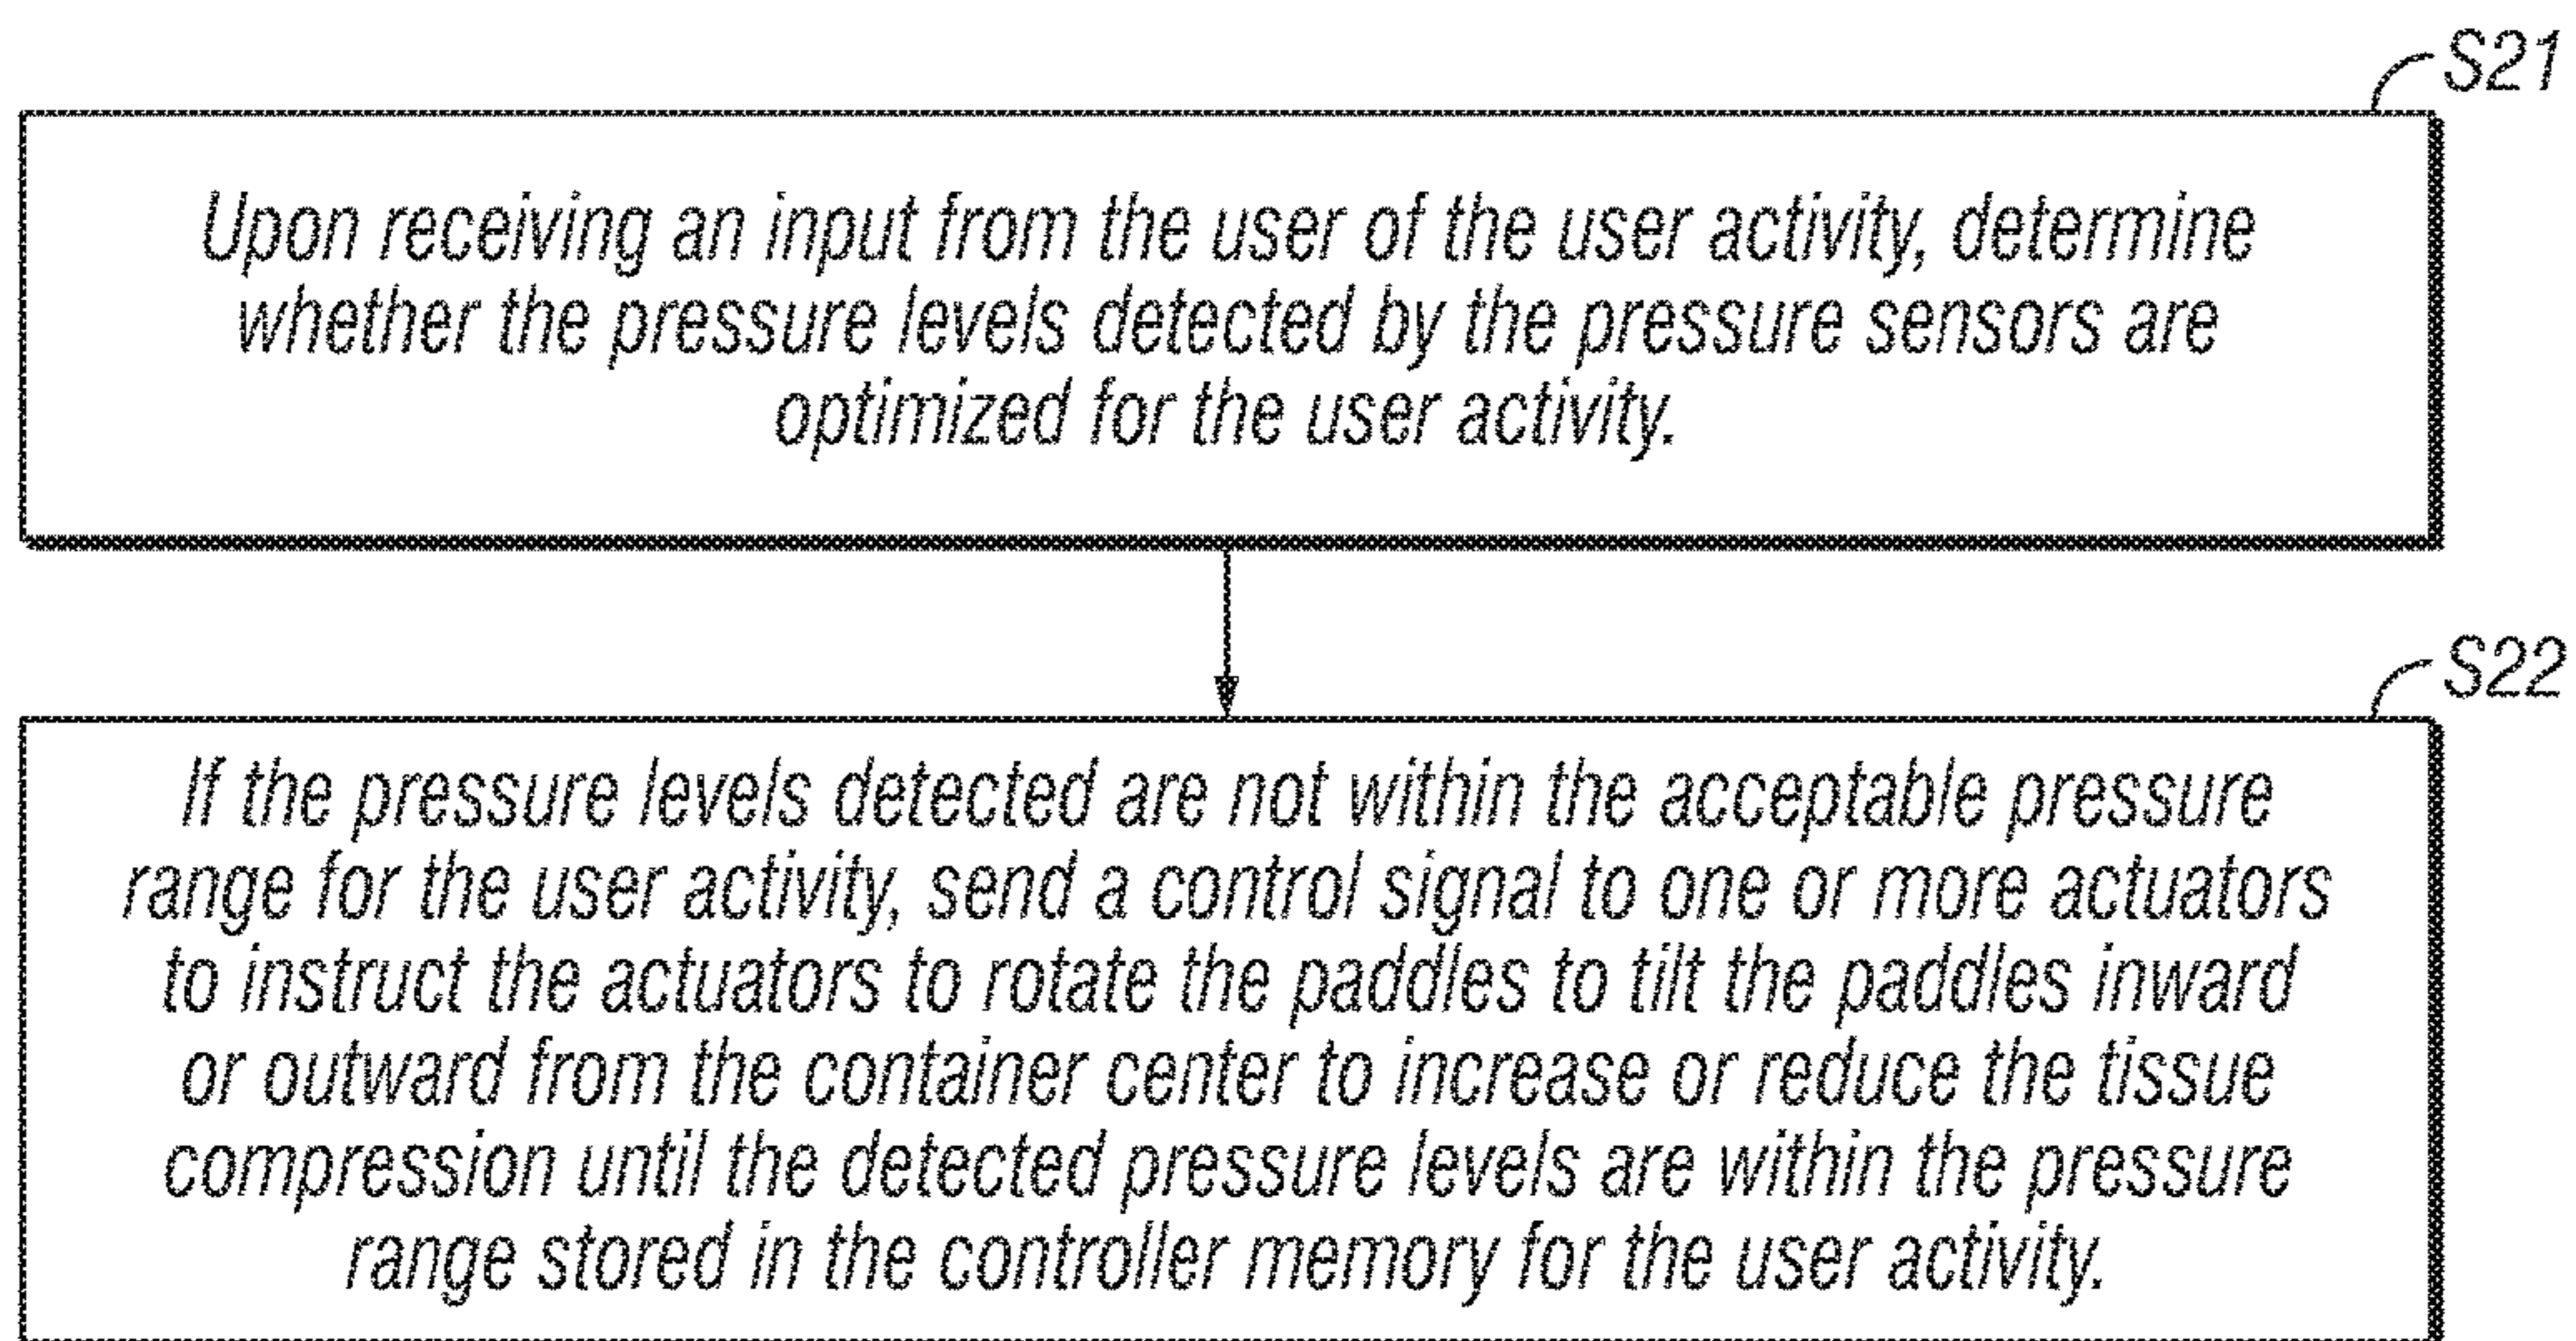 S21
Upon receiving an input from the user of the user activity, determine
whether the pressure levels detected by the pressure sensors are
optimized for the user activity.
S22
If the pressure levels detected are not within the acceptable pressure
range for the user activity, send a control signal to one or more actuators
to instruct the actuators to rotate the paddles to tilt the paddles inward
or outward from the container center to increase or reduce the tissue
compression until the detected pressure levels are within the pressure
range stored in the controller memory for the user activity.